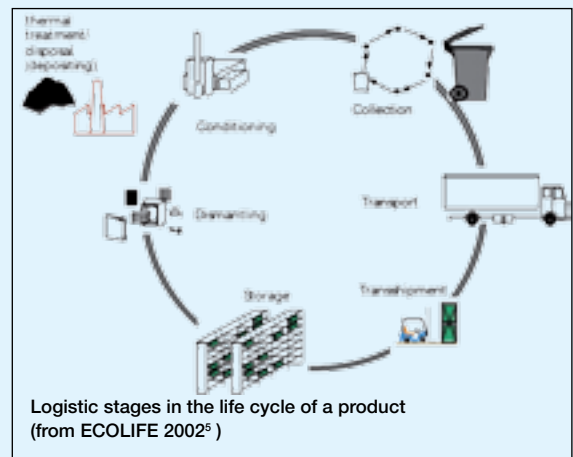 thermal
treatment/
disposal
(depositing)
Conditioning
Collection
Dismantling
Transport
Storage
Transshipment
Logistic stages in the life cycle of a product
(from ECOLIFE 2002⁵ )